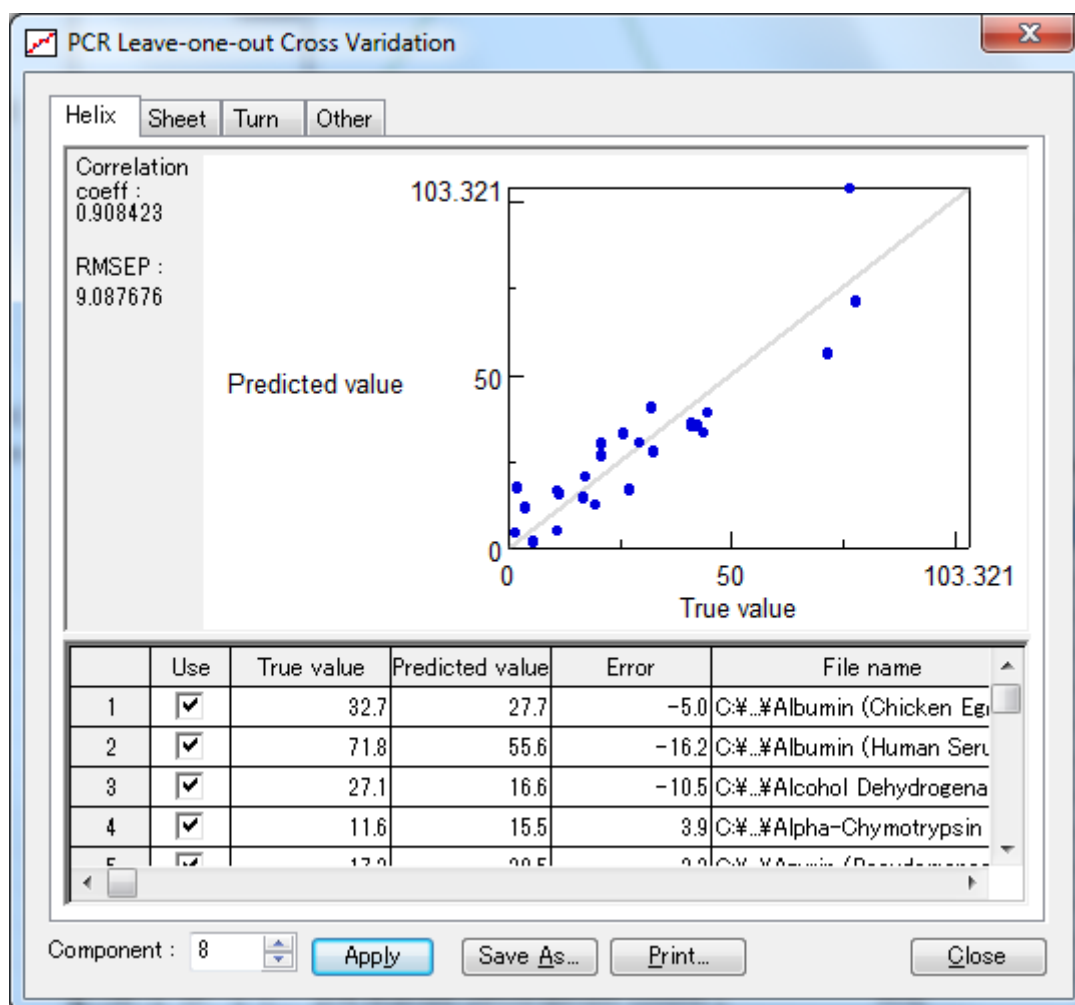 PCR Leave-one-out Cross Varidation
Helix Sheet Turn Other
Correlation
coeff :
0.908423
RMSEP :
9.087676
103.321
Predicted value
50
0
0 50 103.321
True value
Use True value Predicted value Error File name
1 32.7 27.7 -5.0 C:¥..¥Albumin (Chicken Eg
2 71.8 55.6 -16.2 C:¥..¥Albumin (Human Seru
3 27.1 16.6 -10.5 C:¥..¥Alcohol Dehydrogena
4 11.6 15.5 3.9 C:¥..¥Alpha-Chymotrypsin
Component : 8 Apply Save As... Print... Close